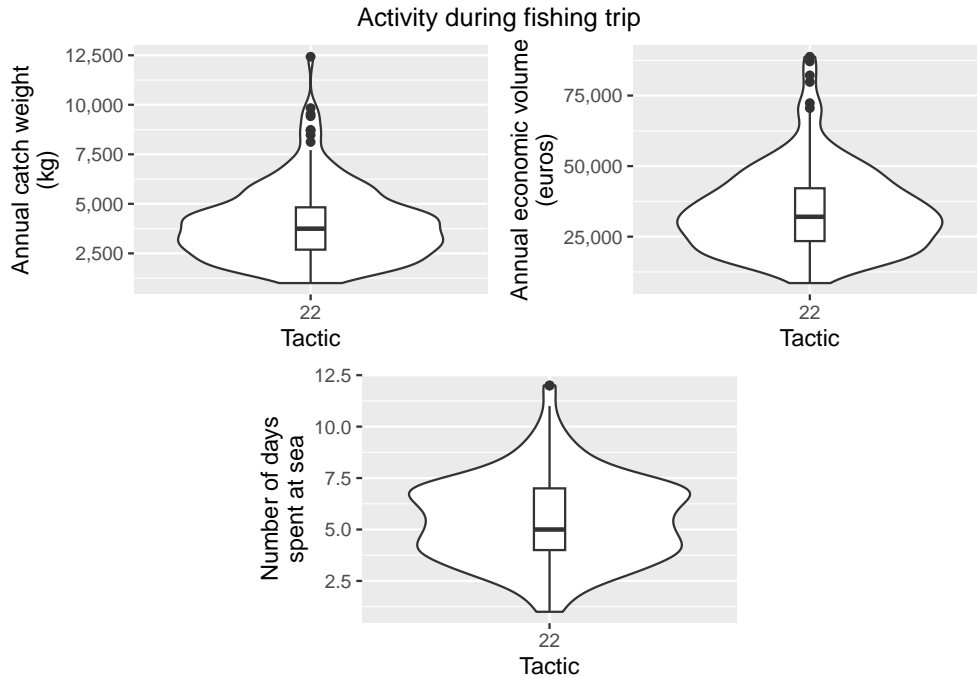 Activity during fishing trip
Annual catch weight
(kg)
12,500
10,000
7,500
5,000
2,500
22
Tactic
Annual economic volume
(euros)
75,000
50,000
25,000
22
Tactic
Number of days
spent at sea
12.5
10.0
7.5
5.0
2.5
22
Tactic